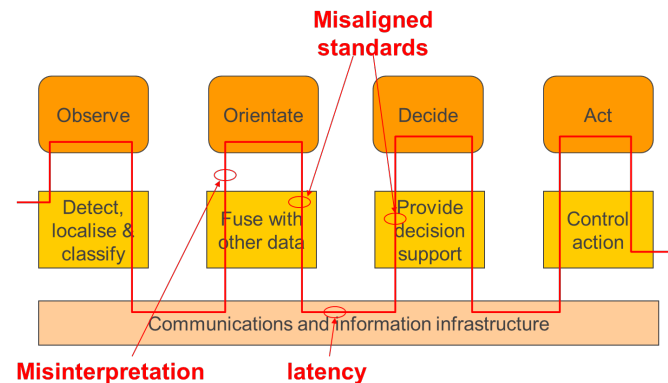 Misaligned
standards
Observe
Orientate
Decide
Act
Detect,
localise &
classify
Fuse with
other data
Provide
decision
support
Control
action
Communications and information infrastructure
Misinterpretation
latency